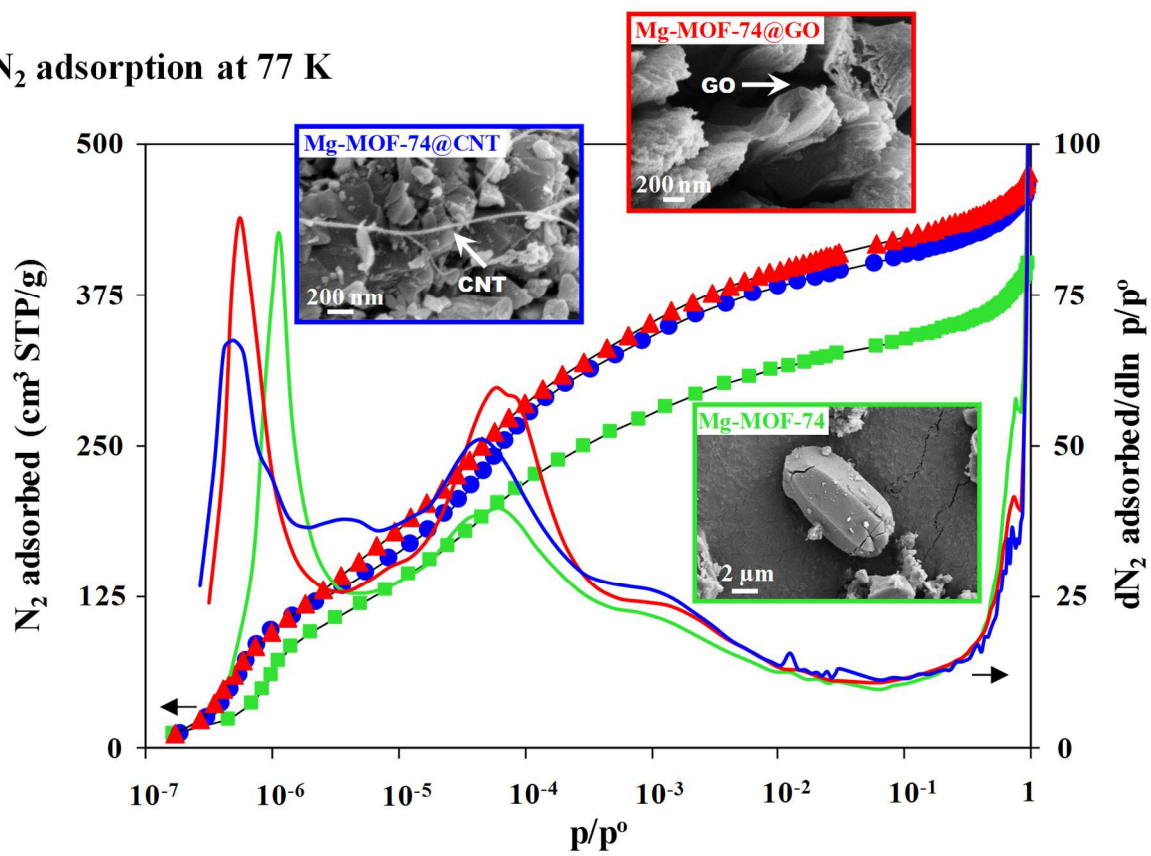 N₂ adsorption at 77 K
Mg-MOF-74@GO
GO
200 nm
Mg-MOF-74@CNT
CNT
200 nm
Mg-MOF-74
2 µm
N₂ adsorbed (cm³ STP/g)
500
375
250
125
0
100
75
50
25
0
dN₂ adsorbed/dln p/pº
10⁻⁷ 10⁻⁶ 10⁻⁵ 10⁻⁴ 10⁻³ 10⁻² 10⁻¹ 1
p/pº